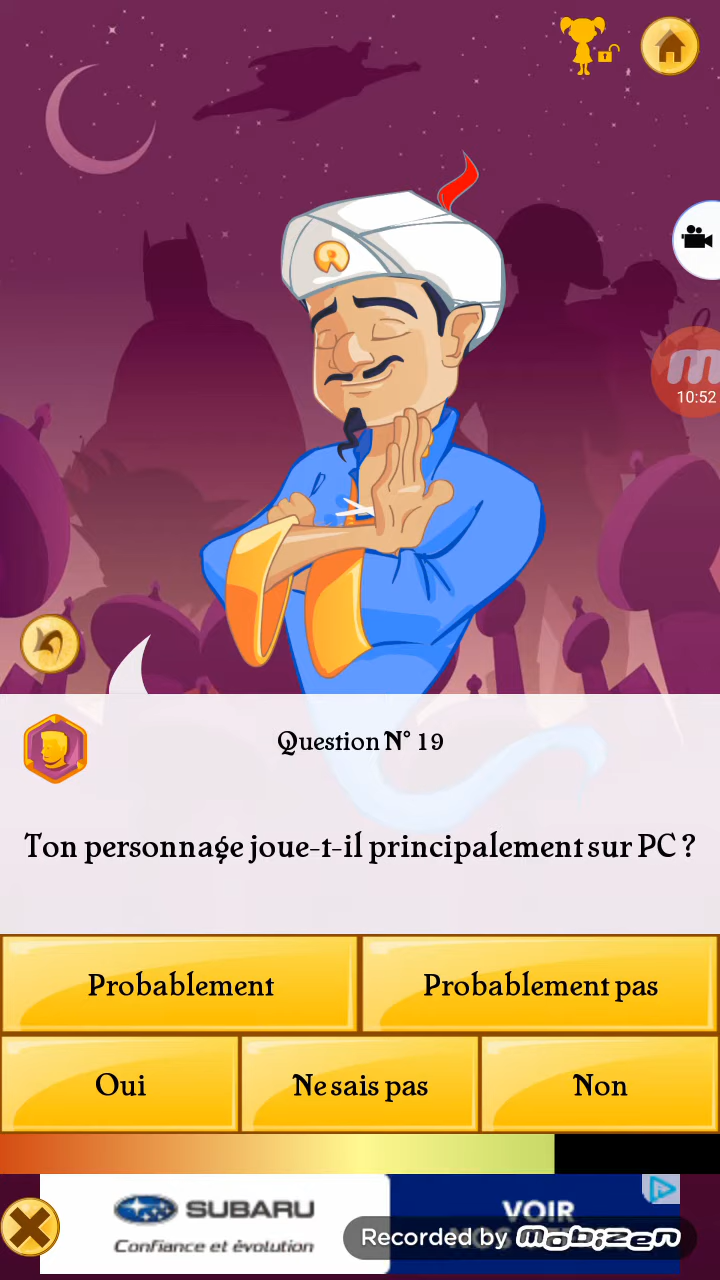 10:52
Question N° 19
Ton personnage joue-t-il principalement sur PC ?
Probablement
Probablement pas
Oui
Ne sais pas
Non
SUBARU
Confiance et évolution
VOIR
Recorded by mobizen